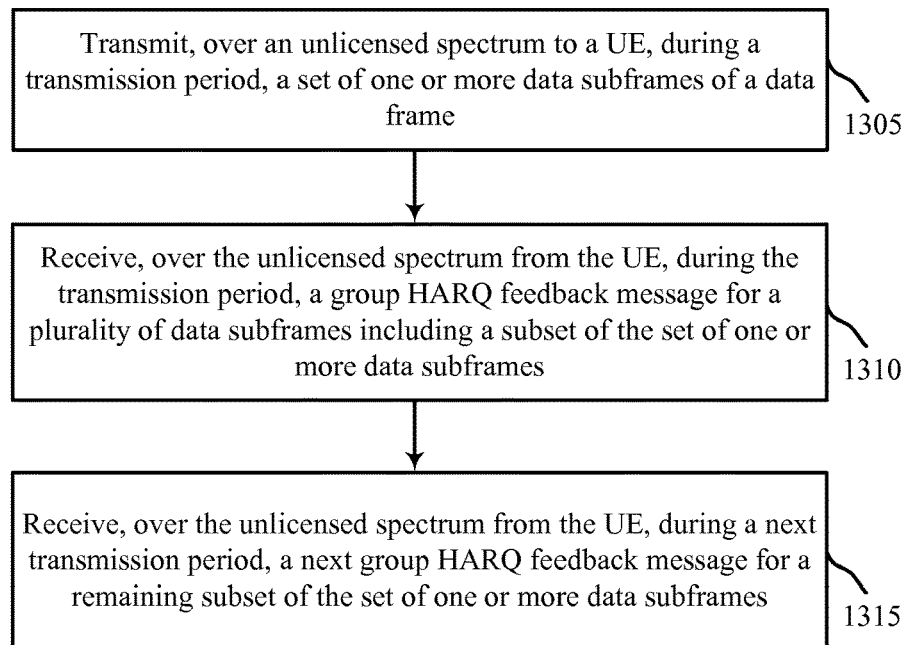 Transmit, over an unlicensed spectrum to a UE, during a
transmission period, a set of one or more data subframes of a data
frame
1305
Receive, over the unlicensed spectrum from the UE, during the
transmission period, a group HARQ feedback message for a
plurality of data subframes including a subset of the set of one or
more data subframes
1310
Receive, over the unlicensed spectrum from the UE, during a next
transmission period, a next group HARQ feedback message for a
remaining subset of the set of one or more data subframes
1315